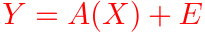 Y = A(X) + E